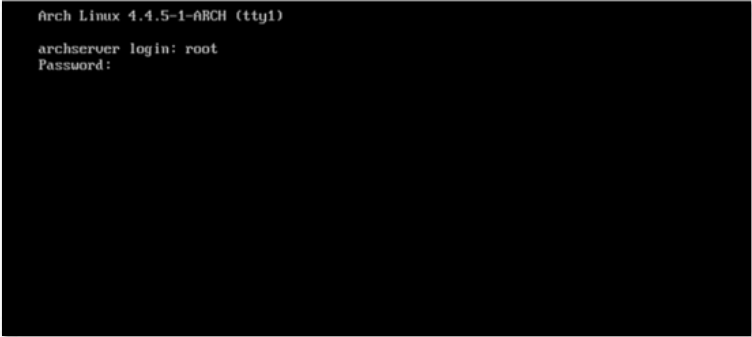 Arch Linux 4.4.5-1-ARCH (tty1)
archserver login: root
Password: